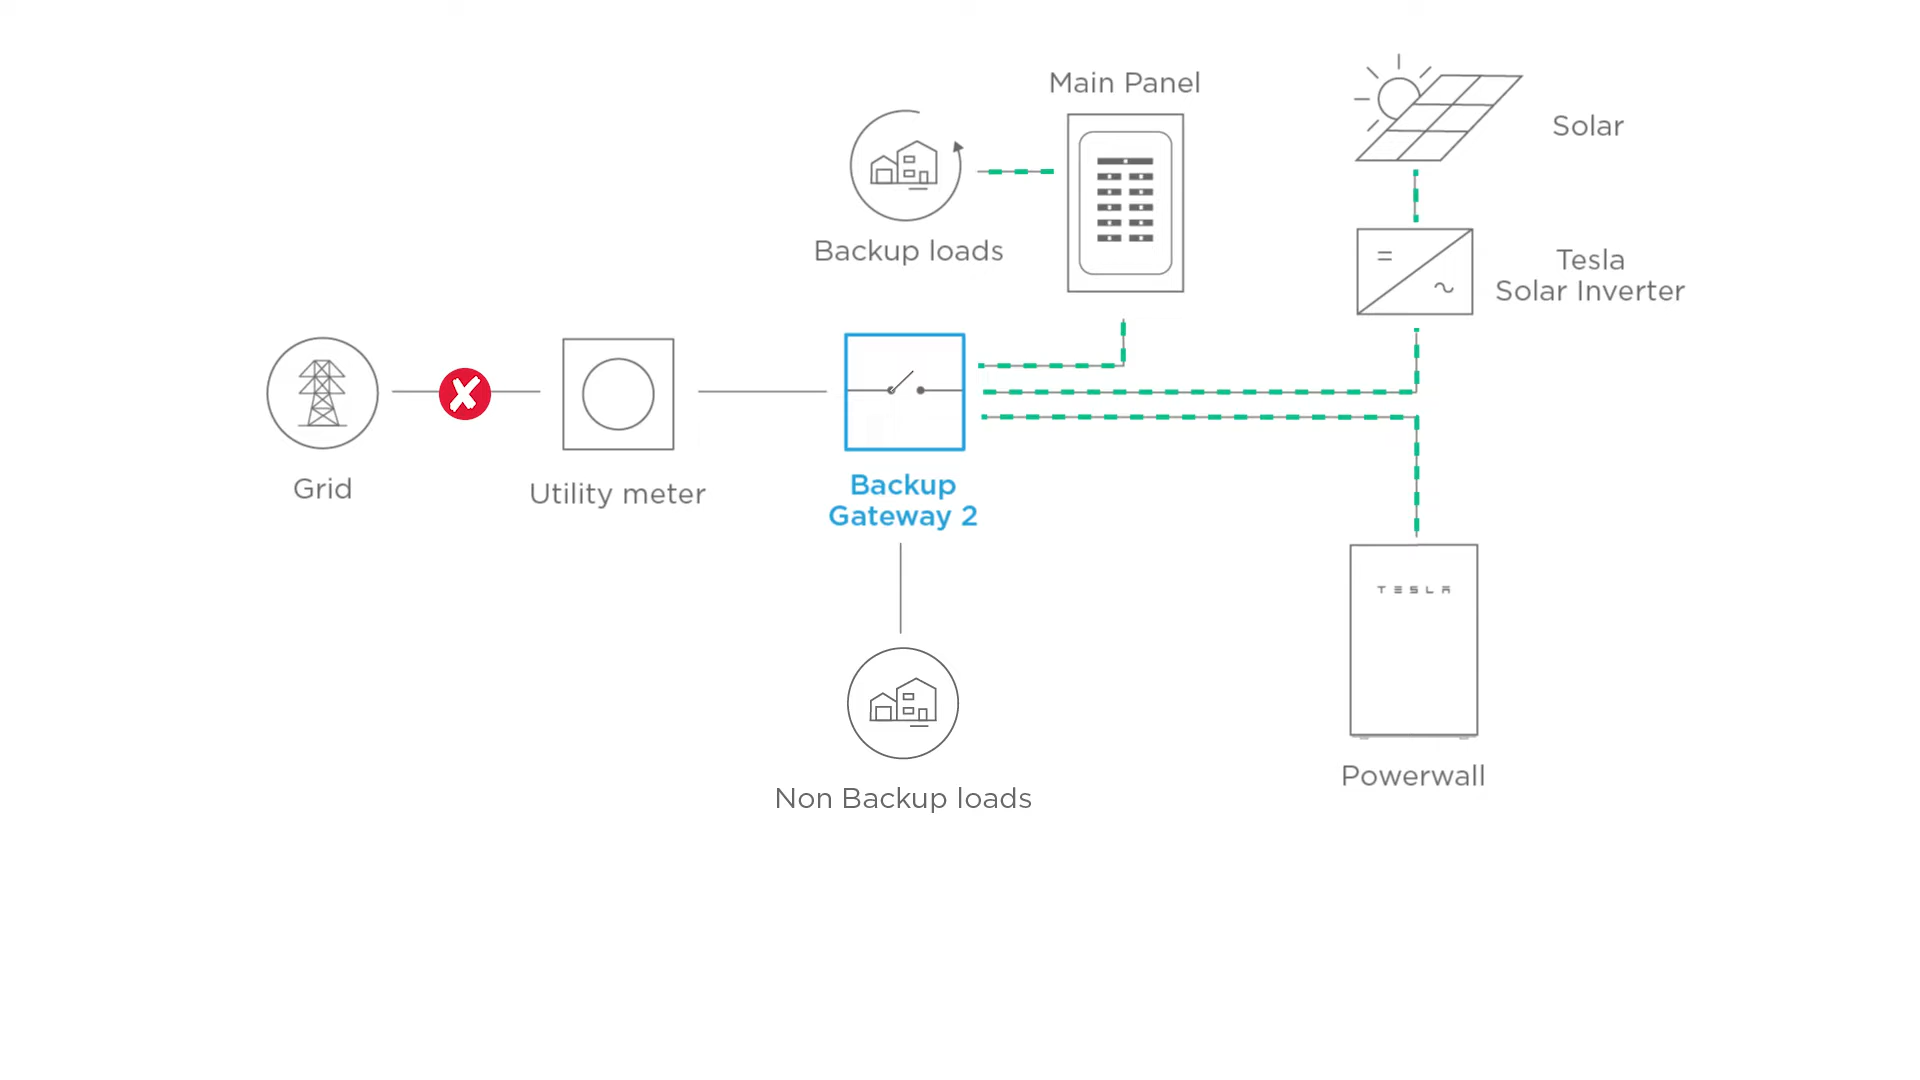 Main Panel
Solar
Backup loads
Tesla
Solar Inverter
Grid
Utility meter
Backup
Gateway 2
TESLA
Powerwall
Non Backup loads